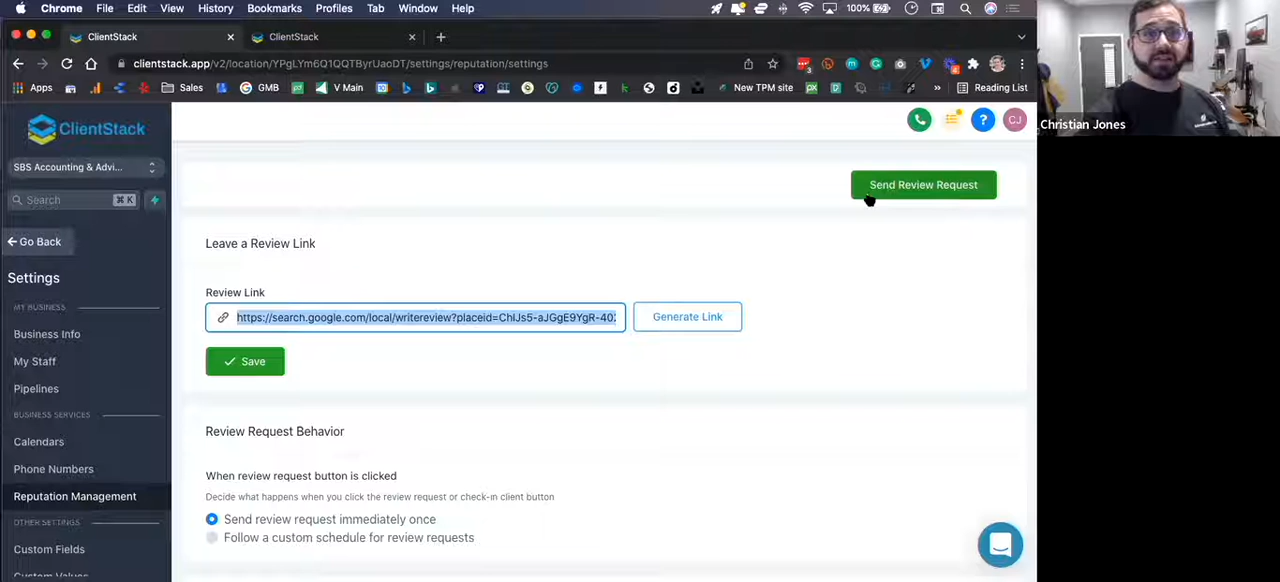 Chrome File Edit View History Bookmarks Profiles Tab Window Help 100%
ClientStack ClientStack
clientstack.app/v2/location/YPgLYm6Q1QQTByrUaoDT/settings/reputation/settings
Apps Sales GMB V Main New TPM site » Reading List
Christian Jones
ClientStack
CJ
SBS Accounting & Advi...
Send Review Request
Search ⌘ K
Go Back
Leave a Review Link
Settings
Review Link
MY BUSINESS
https://search.google.com/local/writereview?placeid=ChIJs5-aJGgE9YgR-40
Generate Link
Business Info
My Staff
Save
Pipelines
BUSINESS SERVICES
Review Request Behavior
Calendars
Phone Numbers
When review request button is clicked
Reputation Management
Decide what happens when you click the review request or check-in client button
OTHER SETTINGS
Send review request immediately once
Follow a custom schedule for review requests
Custom Fields
Custom Values